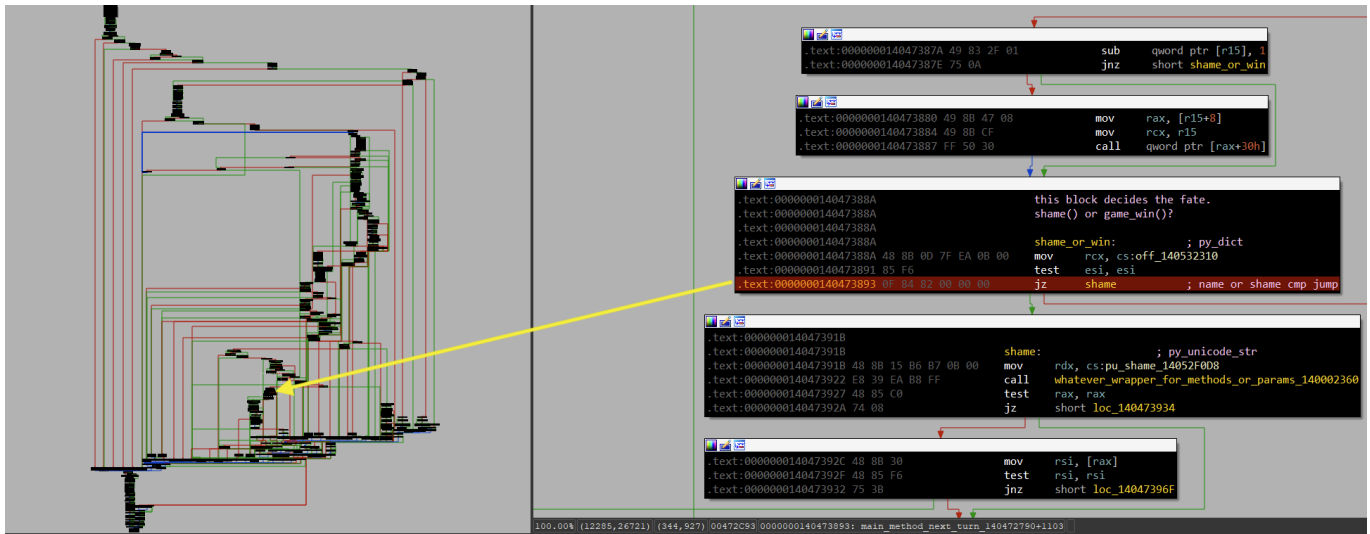 .text:000000014047387A 49 83 2F 01 sub qword ptr [r15], 1
.text:000000014047387E 75 0A jnz short shame_or_win
.text:0000000140473880 49 8B 47 08 mov rax, [r15+8]
.text:0000000140473884 49 8B CF mov rcx, r15
.text:0000000140473887 FF 50 30 call qword ptr [rax+30h]
.text:000000014047388A this block decides the fate.
.text:000000014047388A shame() or game_win()?
.text:000000014047388A
.text:000000014047388A shame_or_win: ; py_dict
.text:000000014047388A 48 8B 0D 7F EA 0B 00 mov rcx, cs:off_140532310
.text:0000000140473891 85 F6 test esi, esi
.text:0000000140473893 0F 84 82 00 00 00 jz shame ; name or shame cmp jump
.text:000000014047391B
.text:000000014047391B shame: ; py_unicode_str
.text:000000014047391B 48 8B 15 B6 B7 0B 00 mov rdx, cs:pu_shame_14052F0D8
.text:0000000140473922 E8 39 EA B8 FF call whatever_wrapper_for_methods_or_params_140002360
.text:0000000140473927 48 85 C0 test rax, rax
.text:000000014047392A 74 08 jz short loc_140473934
.text:000000014047392C 48 8B 30 mov rsi, [rax]
.text:000000014047392F 48 85 F6 test rsi, rsi
.text:0000000140473932 75 3B jnz short loc_14047396F
100.00% (12285,26721) (344,927) 00472C93 0000000140473893: main_method_next_turn_140472790+1103